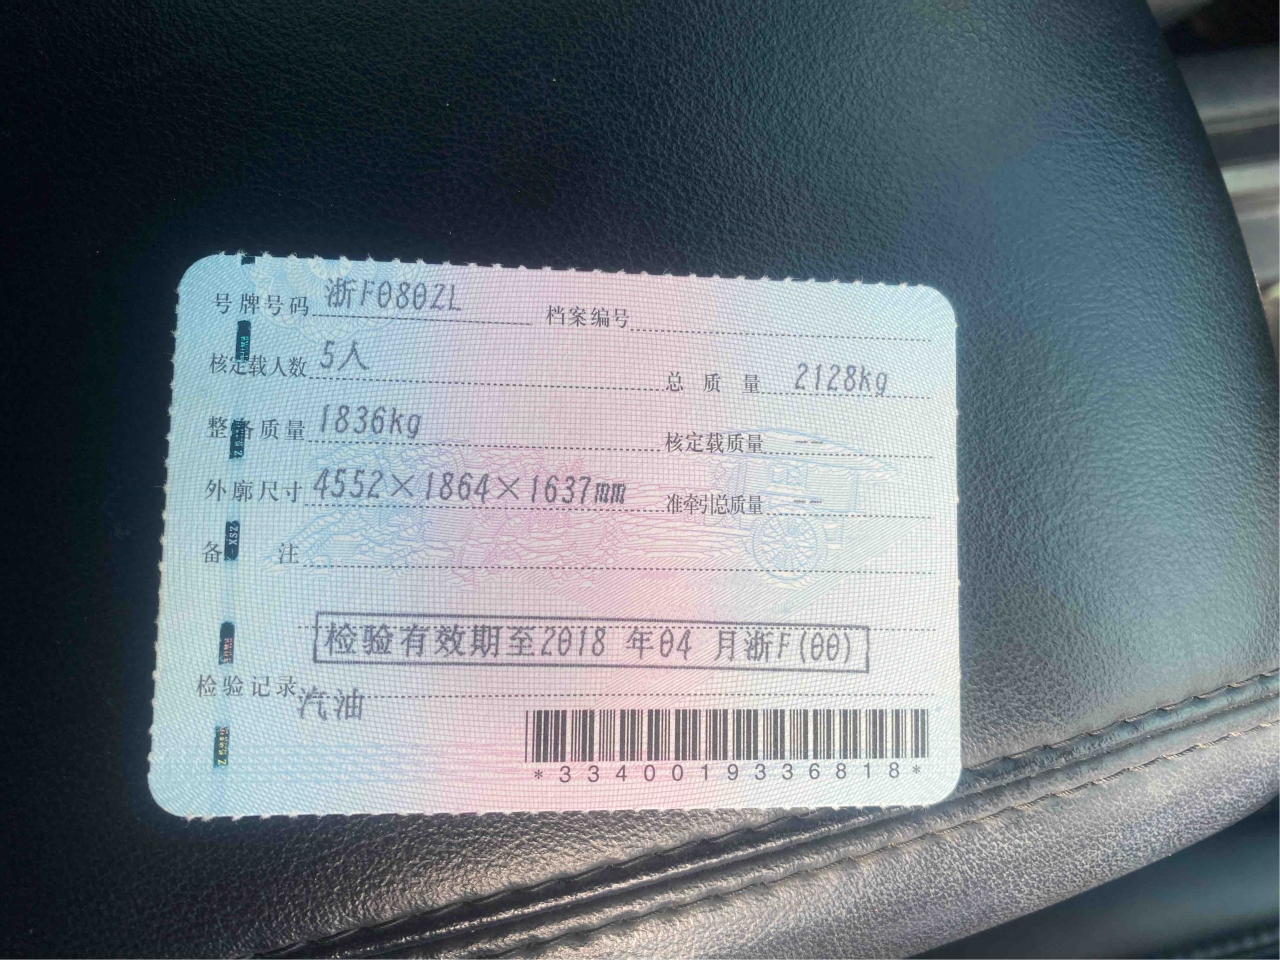 号牌号码 浙F0802L 档案编号
核定载人数 5人 总质量 2128kg
整备质量 1836kg 核定载质量 --
外廓尺寸 4552×1864×1637mm 准牵引总质量 --
备注
检验有效期至2018 年04 月浙F(00)
检验记录 汽油
*3340019336818*